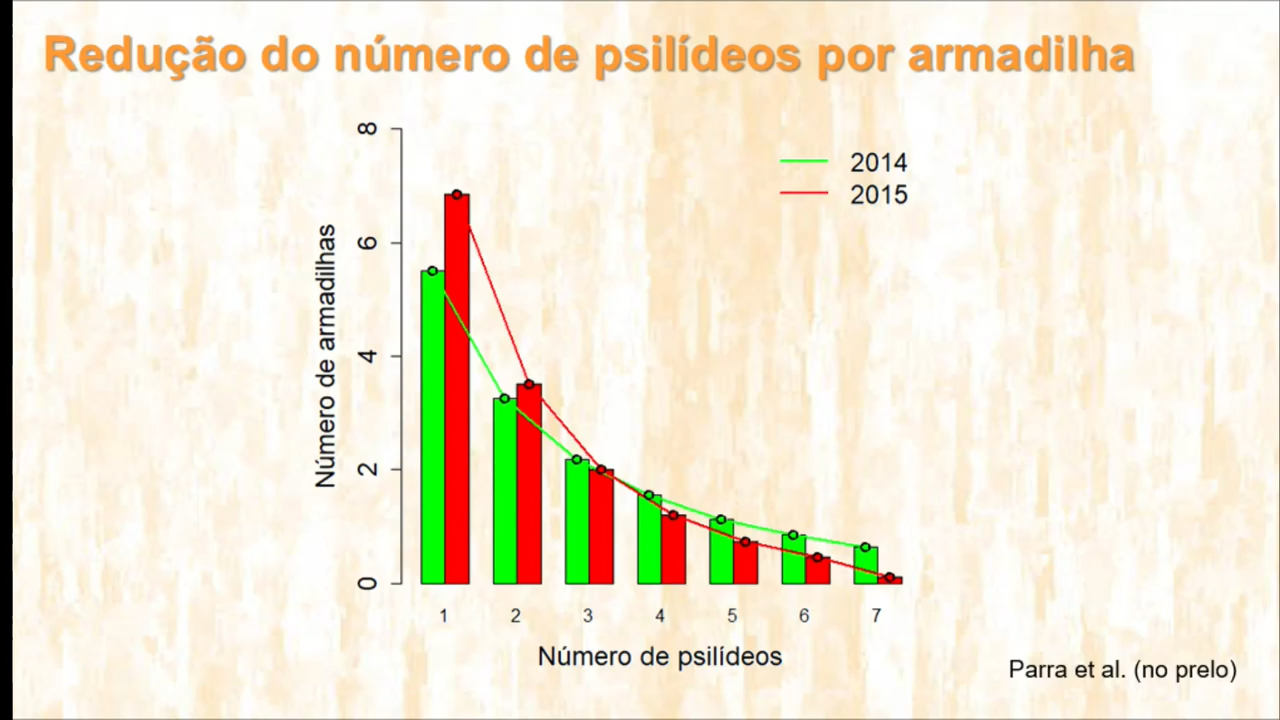 Redução do número de psilídeos por armadilha
8
6
4
2
0
Número de armadilhas
2014
2015
1 2 3 4 5 6 7
Número de psilídeos
Parra et al. (no prelo)